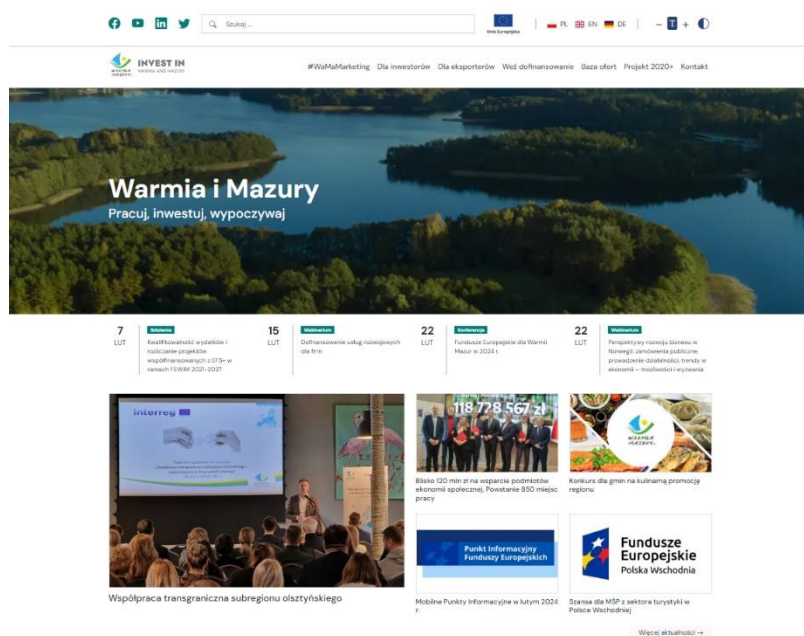 Szukaj ...
Unia Europejska
PL EN DE
- T +
WARMIA
MAZURY
INVEST IN
WARMIA AND MAZURY
#WaMaMarketing Dla inwestorów Dla eksporterów Weź dofinansowanie Baza ofert Projekt 2020+ Kontakt
Warmia i Mazury
Pracuj, inwestuj, wypoczywaj
7
LUT
Szkolenie
Kwalifikowalność wydatków i
rozliczanie projektów
współfinansowanych z EFS+ w
ramach FEWiM 2021-2027
15
LUT
Webinarium
Dofinansowanie usług rozwojowych
dla firm
22
LUT
Konferencja
Fundusze Europejskie dla Warmii i
Mazur w 2024 r.
22
LUT
Webinarium
Perspektywy rozwoju biznesu w
Norwegii: zamówienia publiczne,
prowadzenie działalności, trendy w
ekonomii – możliwości i wyzwania
interreg
Współpraca transgraniczna subregionu olsztyńskiego
118 728 567 zł
Blisko 120 mln zł na wsparcie podmiotów
ekonomii społecznej. Powstanie 850 miejsc
pracy
WARMIA
MAZURY
Konkurs dla gmin na kulinarną promocję
regionu
Punkt Informacyjny
Funduszy Europejskich
Mobilne Punkty Informacyjne w lutym 2024
r.
Fundusze
Europejskie
Polska Wschodnia
Szansa dla MŚP z sektora turystyki w
Polsce Wschodniej
Więcej aktualności →